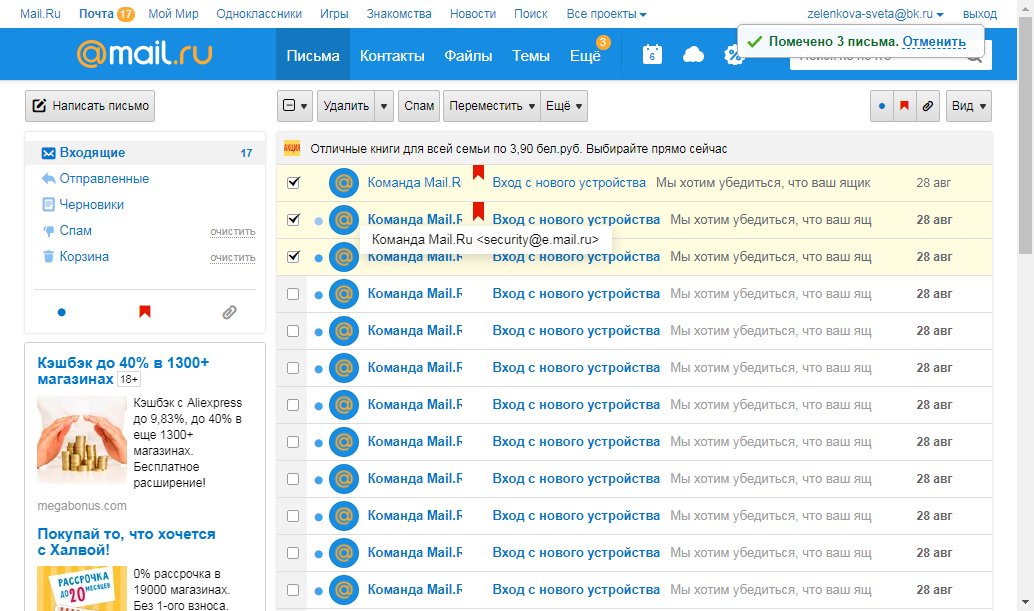 Mail.Ru Почта 17 Мой Мир Одноклассники Игры Знакомства Новости Поиск Все проекты zelenkova-sveta@bk.ru выход
@mail.ru Письма Контакты Файлы Темы Ещё 3 6 % Помечено 3 письма. Отменить
Написать письмо Удалить Спам Переместить Ещё Вид
Входящие 17
Отправленные
Черновики
Спам очистить
Корзина очистить
Кэшбэк до 40% в 1300+
магазинах 18+
Кэшбэк с Aliexpress
до 9,83%, до 40% в
еще 1300+
магазинах.
Бесплатное
расширение!
megabonus.com
Покупай то, что хочется
с Халвой!
РАССРОЧКА
ДО 20 МЕСЯЦЕВ
0% рассрочка в
19000 магазинах.
Без 1-ого взноса.
АКЦИЯ Отличные книги для всей семьи по 3,90 бел.руб. Выбирайте прямо сейчас
Команда Mail.R Вход с нового устройства Мы хотим убедиться, что ваш ящик 28 авг
Команда Mail.R Вход с нового устройства Мы хотим убедиться, что ваш ящ 28 авг
Команда Mail.Ru <security@e.mail.ru>
Команда Mail.R Вход с нового устройства Мы хотим убедиться, что ваш ящ 28 авг
Команда Mail.R Вход с нового устройства Мы хотим убедиться, что ваш ящ 28 авг
Команда Mail.R Вход с нового устройства Мы хотим убедиться, что ваш ящ 28 авг
Команда Mail.R Вход с нового устройства Мы хотим убедиться, что ваш ящ 28 авг
Команда Mail.R Вход с нового устройства Мы хотим убедиться, что ваш ящ 28 авг
Команда Mail.R Вход с нового устройства Мы хотим убедиться, что ваш ящ 28 авг
Команда Mail.R Вход с нового устройства Мы хотим убедиться, что ваш ящ 28 авг
Команда Mail.R Вход с нового устройства Мы хотим убедиться, что ваш ящ 28 авг
Команда Mail.R Вход с нового устройства Мы хотим убедиться, что ваш ящ 28 авг
Команда Mail.R Вход с нового устройства Мы хотим убедиться, что ваш ящ 28 авг